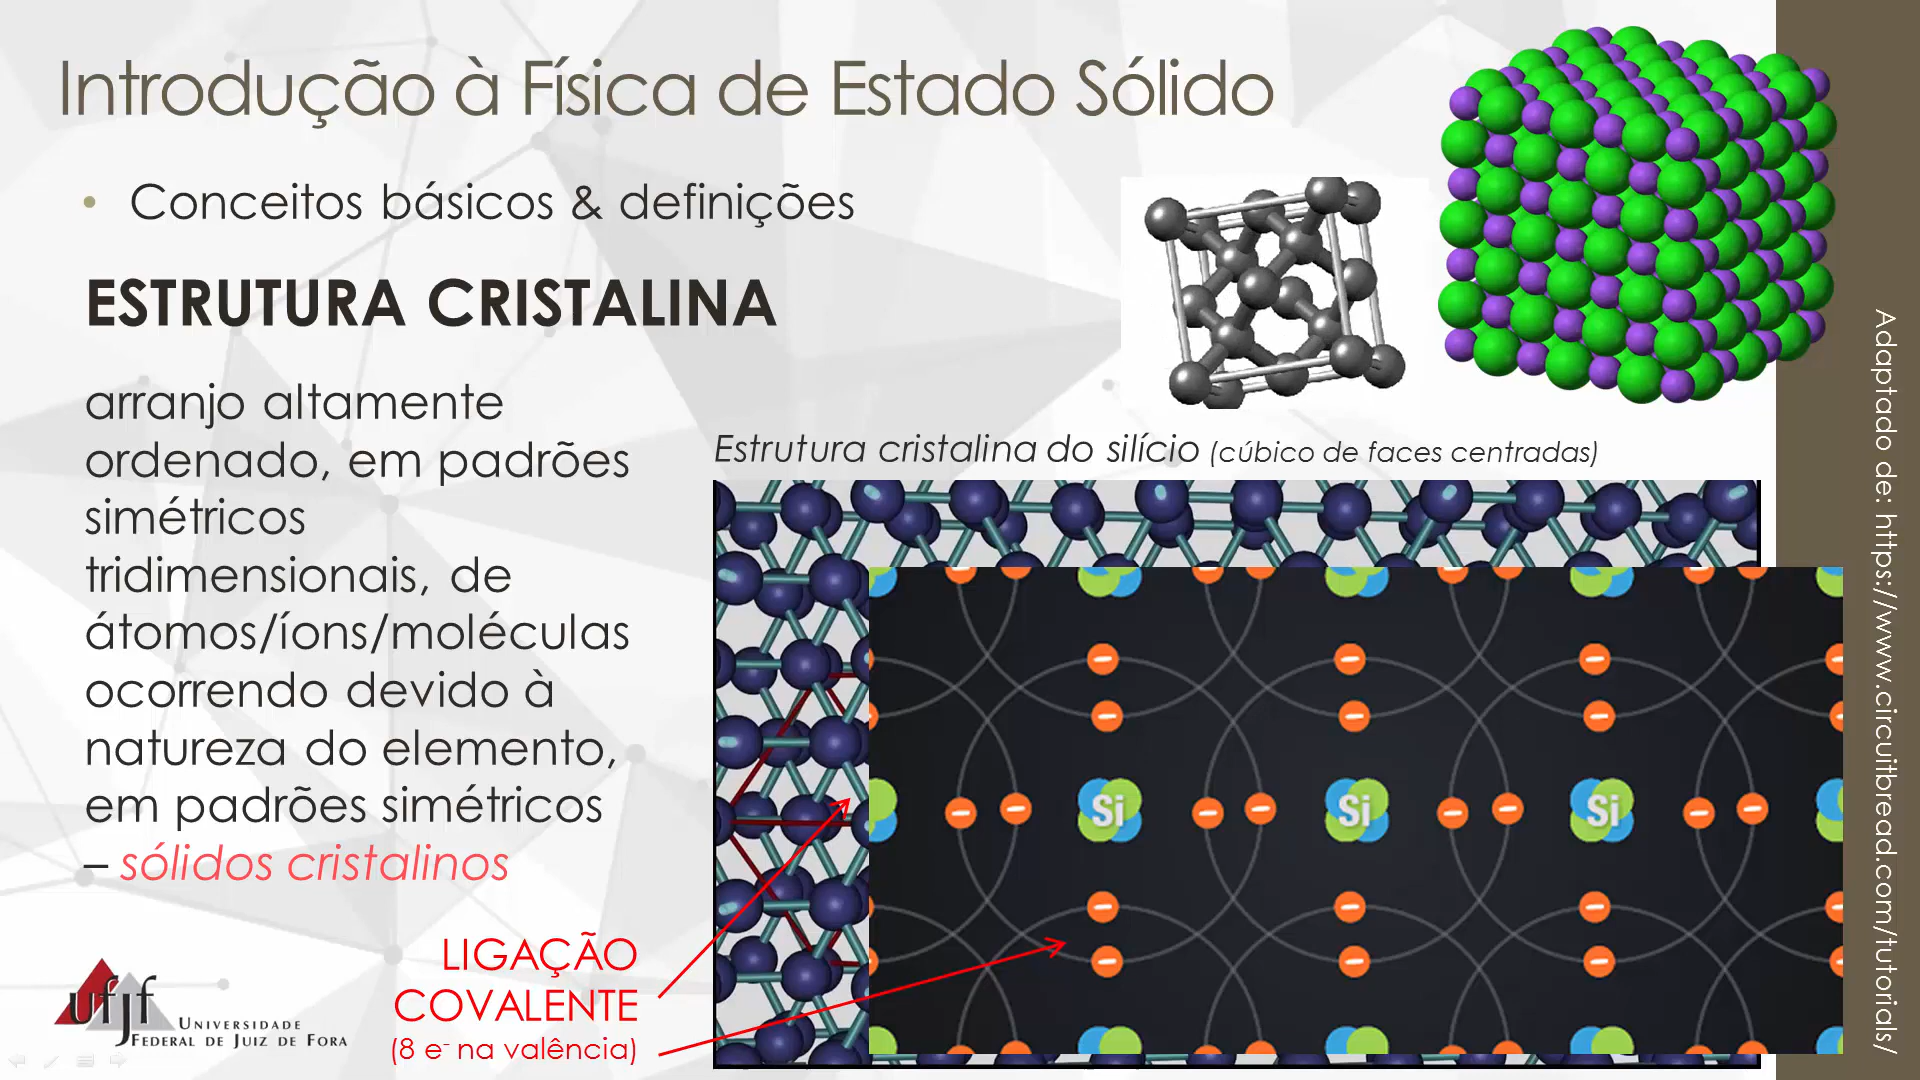 Introdução à Física de Estado Sólido
• Conceitos básicos & definições
ESTRUTURA CRISTALINA
arranjo altamente
ordenado, em padrões
simétricos
tridimensionais, de
átomos/íons/moléculas
ocorrendo devido à
natureza do elemento,
em padrões simétricos
– sólidos cristalinos
Estrutura cristalina do silício (cúbico de faces centradas)
Si Si Si
LIGAÇÃO
COVALENTE
(8 e- na valência)
ufjf
UNIVERSIDADE
FEDERAL DE JUIZ DE FORA
Adaptado de: https://www.circuitbread.com/tutorials/